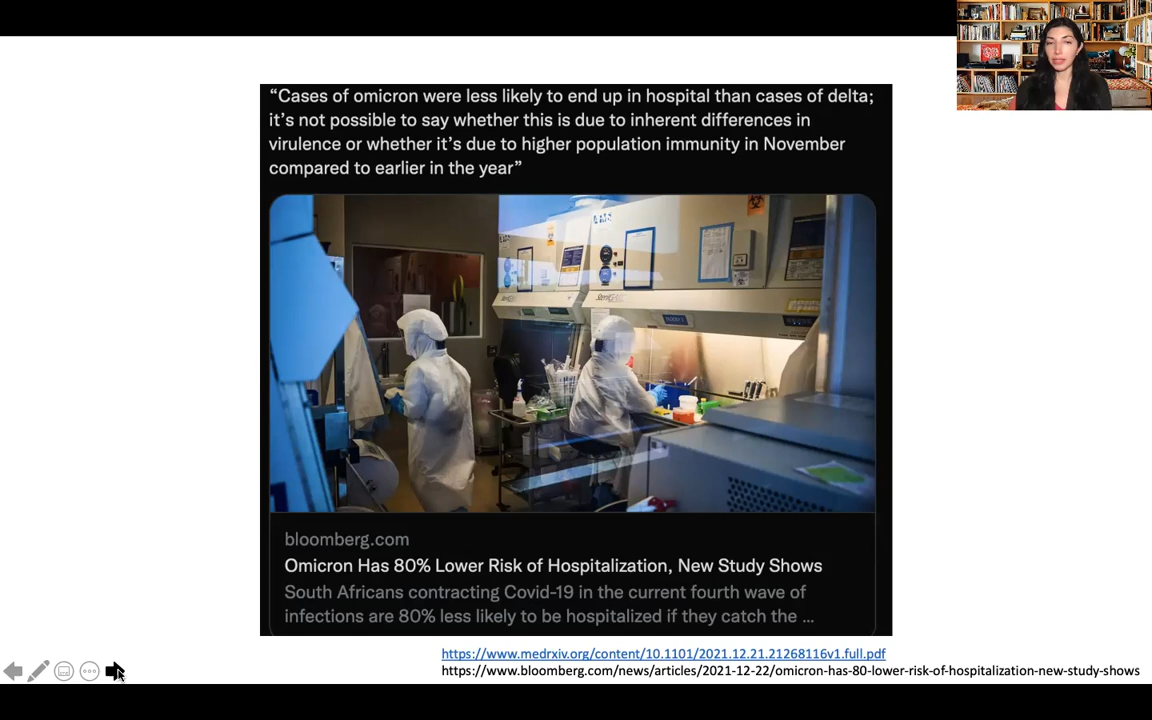 “Cases of omicron were less likely to end up in hospital than cases of delta;
it’s not possible to say whether this is due to inherent differences in
virulence or whether it’s due to higher population immunity in November
compared to earlier in the year”
bloomberg.com
Omicron Has 80% Lower Risk of Hospitalization, New Study Shows
South Africans contracting Covid-19 in the current fourth wave of
infections are 80% less likely to be hospitalized if they catch the ...
https://www.medrxiv.org/content/10.1101/2021.12.21.21268116v1.full.pdf
https://www.bloomberg.com/news/articles/2021-12-22/omicron-has-80-lower-risk-of-hospitalization-new-study-shows